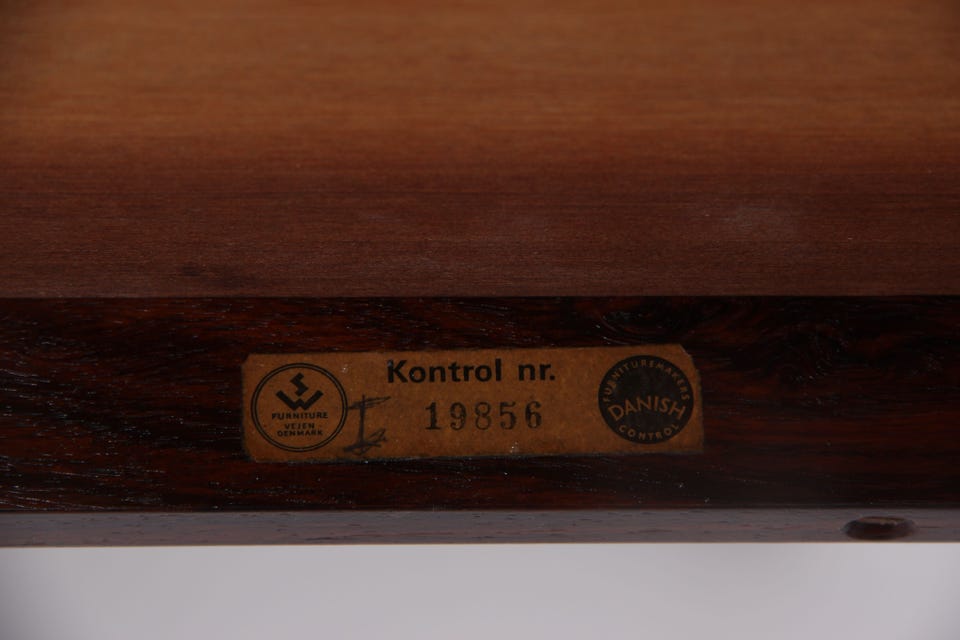 SW
FURNITURE
VEJEN
DENMARK
Kontrol nr.
19856
FURNITUREMAKERS
DANISH
CONTROL